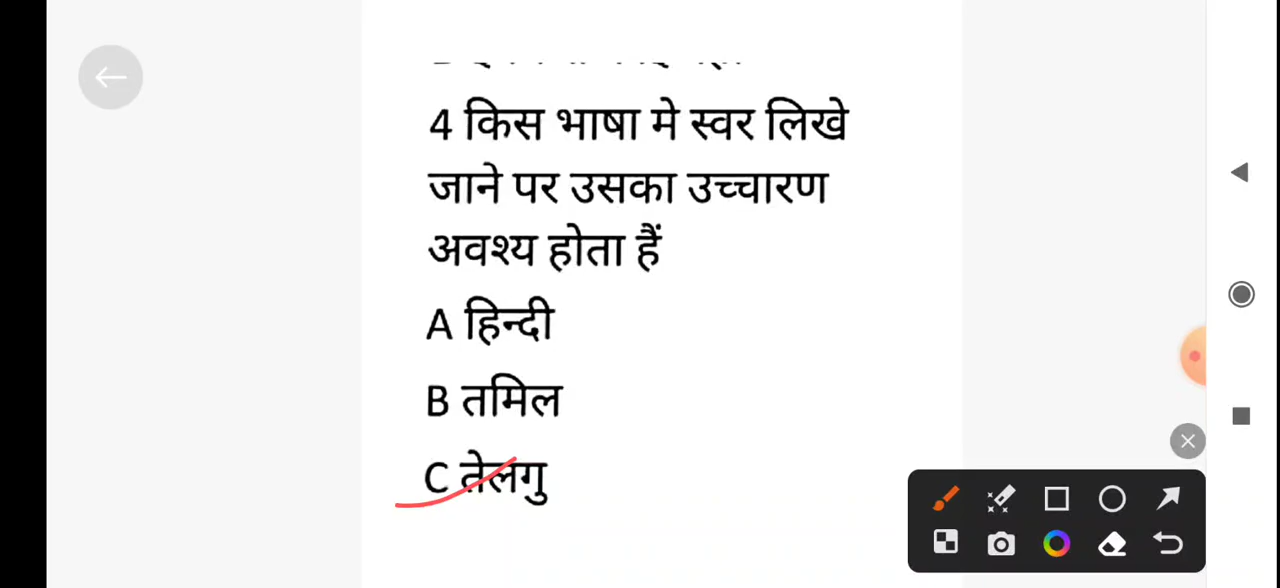 4 किस भाषा मे स्वर लिखे
जाने पर उसका उच्चारण
अवश्य होता हैं
A हिन्दी
B तमिल
C तेलगु